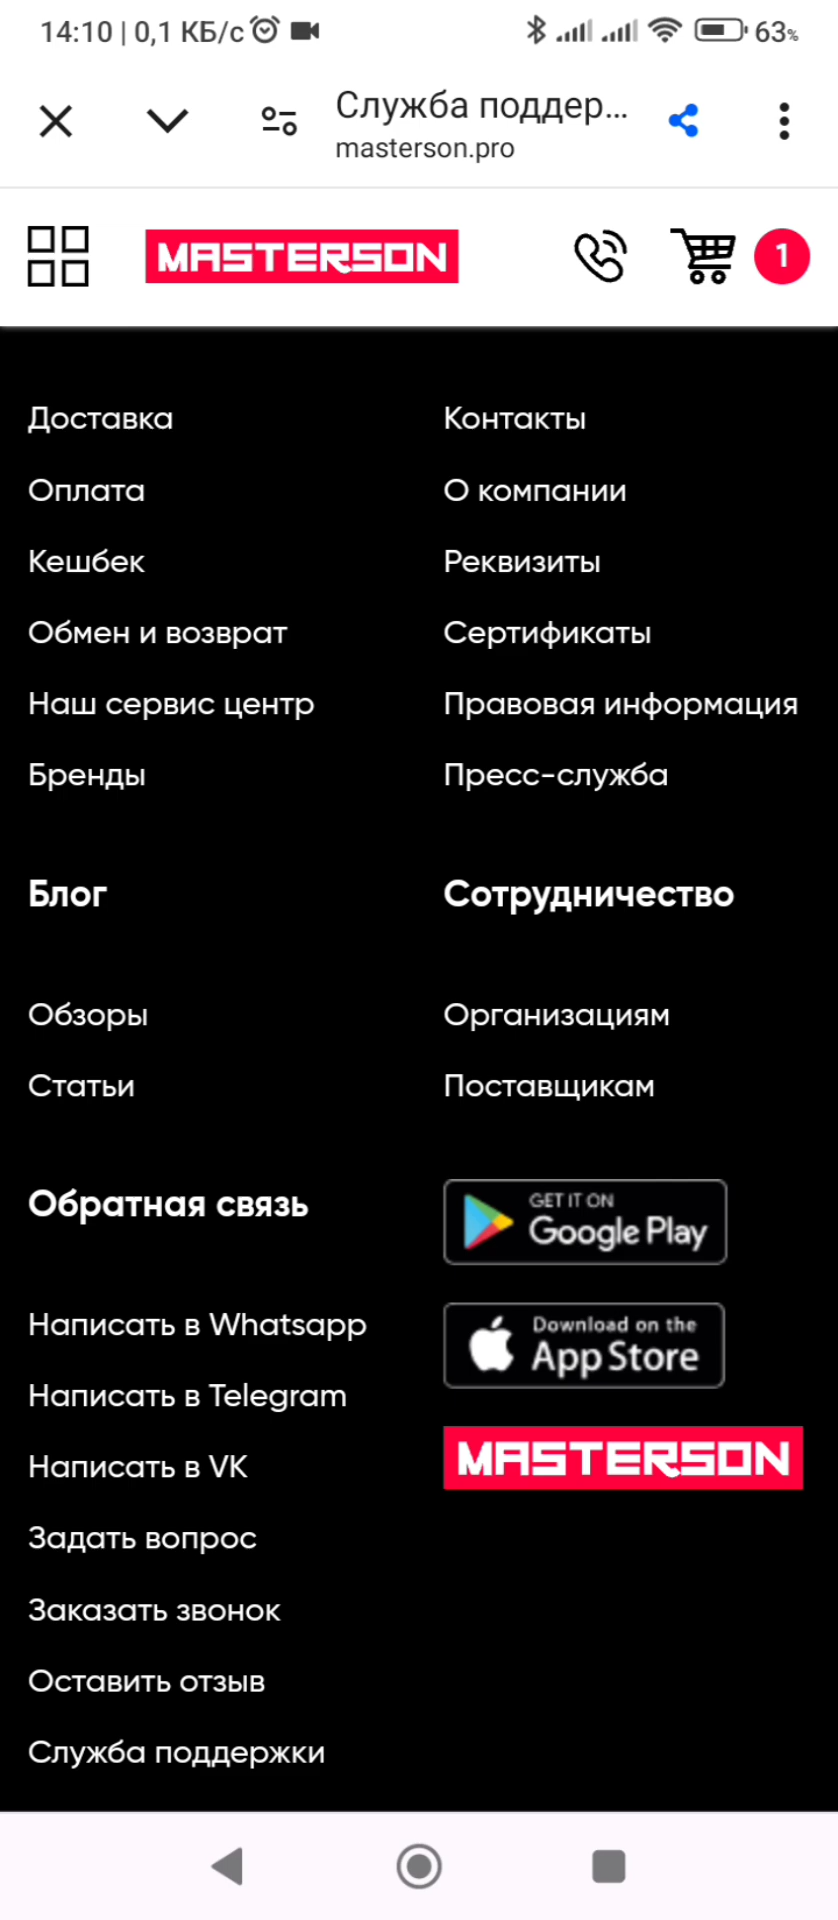 14:10 | 0,1 КБ/с
63%
Служба поддер...
masterson.pro
MASTERSON
1
Доставка
Оплата
Кешбек
Обмен и возврат
Наш сервис центр
Бренды
Контакты
О компании
Реквизиты
Сертификаты
Правовая информация
Пресс-служба
Блог
Обзоры
Статьи
Сотрудничество
Организациям
Поставщикам
Обратная связь
Написать в Whatsapp
Написать в Telegram
Написать в VK
Задать вопрос
Заказать звонок
Оставить отзыв
Служба поддержки
GET IT ON
Google Play
Download on the
App Store
MASTERSON